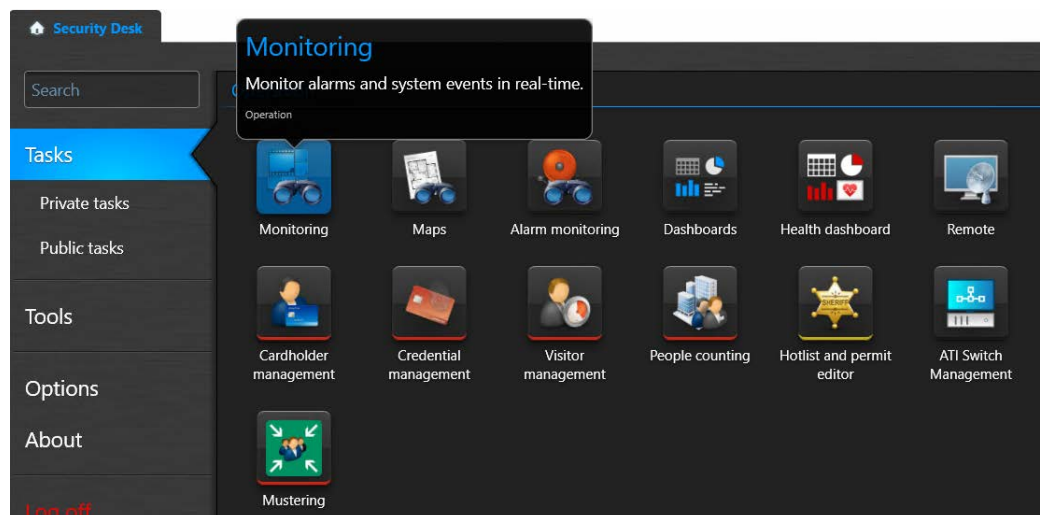 Security Desk
Monitoring
Monitor alarms and system events in real-time.
Operation
Search
Tasks
Private tasks
Public tasks
Tools
Options
About
Log off
Monitoring
Maps
Alarm monitoring
Dashboards
Health dashboard
Remote
Cardholder
management
Credential
management
Visitor
management
People counting
Hotlist and permit
editor
SHERIFF
ATI Switch
Management
Mustering